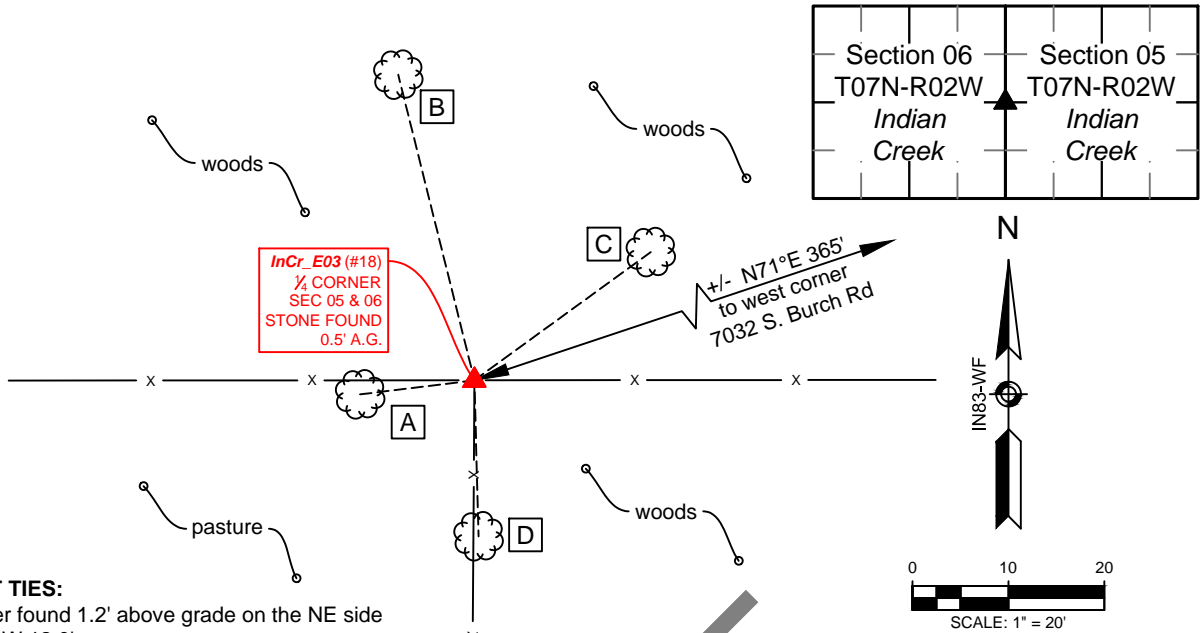 B
woods
woods
Section 06
T07N-R02W
Indian
Creek
Section 05
T07N-R02W
Indian
Creek
N
C
InCr_E03 (#18)
¼ CORNER
SEC 05 & 06
STONE FOUND
0.5' A.G.
+/- N71°E 365'
to west corner
7032 S. Burch Rd
X
X
X
X
IN83-WF
A
X
pasture
woods
D
TIES:
found 1.2' above grade on the NE side
0 10 20
SCALE: 1" = 20'